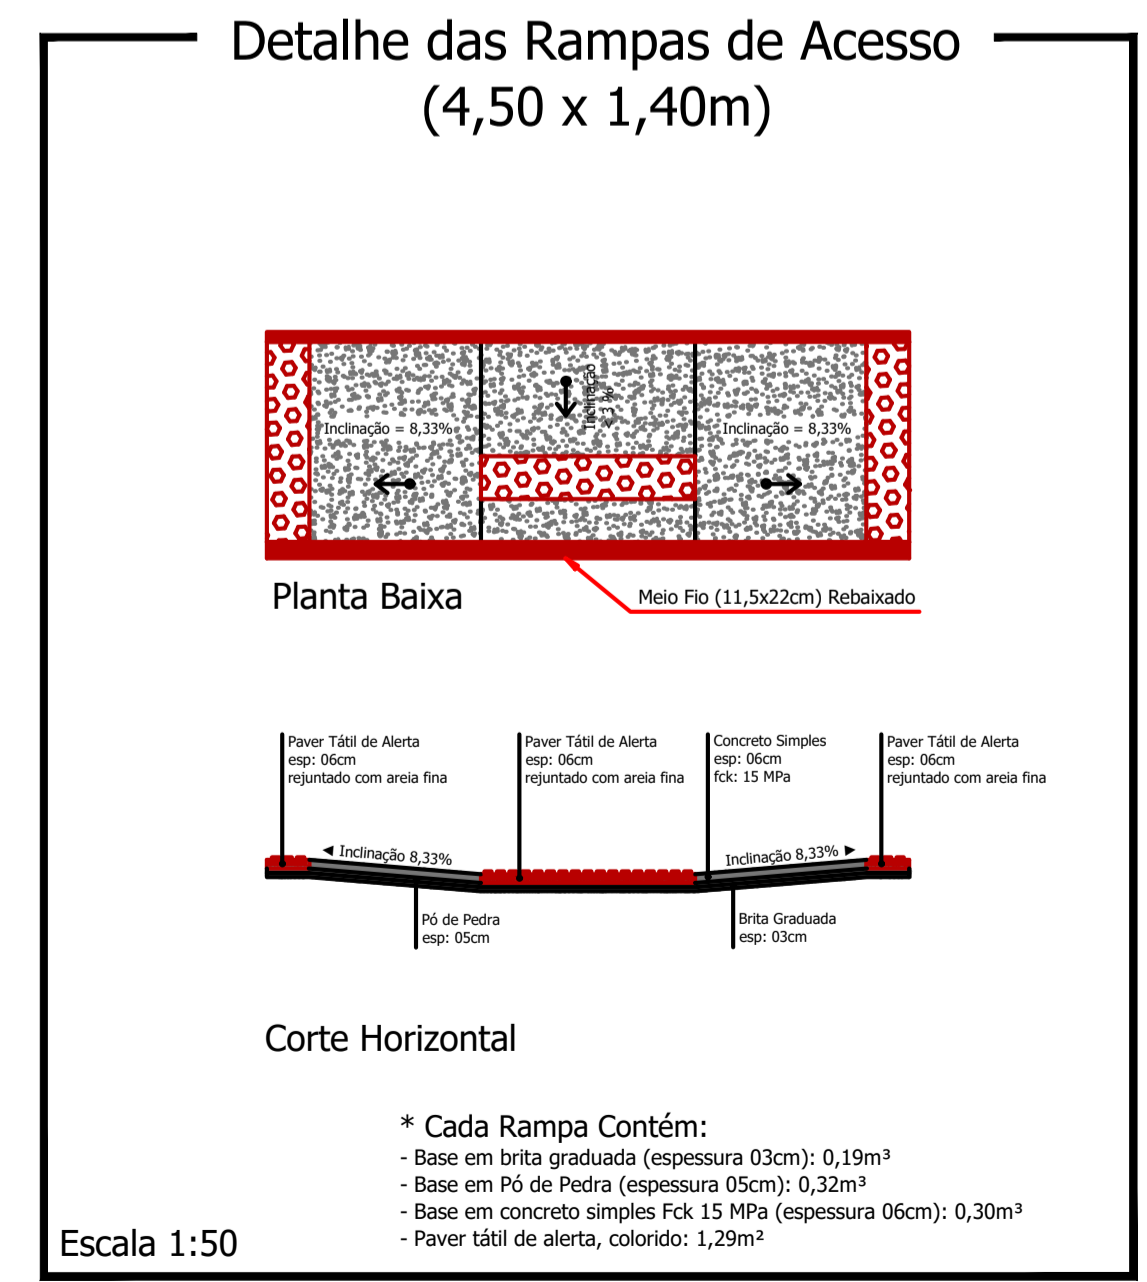 Detalhe das Rampas de Acesso
(4,50 x 1,40m)
Inclinação = 8,33%
Inclinação
< 3 %
Inclinação = 8,33%
Planta Baixa
Meio Fio (11,5x22cm) Rebaixado
Paver Tátil de Alerta
esp: 06cm
rejuntado com areia fina
Paver Tátil de Alerta
esp: 06cm
rejuntado com areia fina
Concreto Simples
esp: 06cm
fck: 15 MPa
Paver Tátil de Alerta
esp: 06cm
rejuntado com areia fina
Inclinação 8,33%
Inclinação 8,33%
Pó de Pedra
esp: 05cm
Brita Graduada
esp: 03cm
Corte Horizontal
* Cada Rampa Contém:
- Base em brita graduada (espessura 03cm): 0,19m³
- Base em Pó de Pedra (espessura 05cm): 0,32m³
- Base em concreto simples Fck 15 MPa (espessura 06cm): 0,30m³
- Paver tátil de alerta, colorido: 1,29m²
Escala 1:50